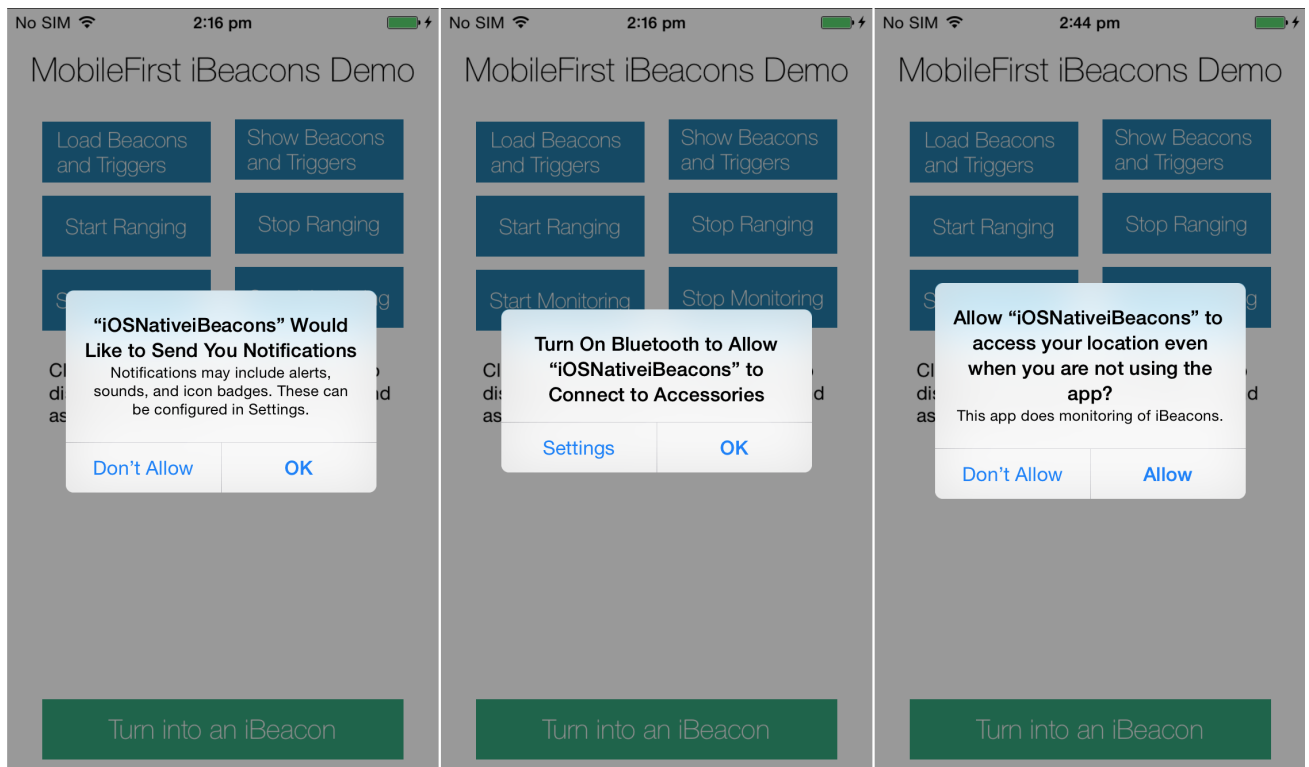 No SIM 2:16 pm
MobileFirst iBeacons Demo
Load Beacons
and Triggers
Show Beacons
and Triggers
Start Ranging
Stop Ranging
“iOSNativeiBeacons” Would
Like to Send You Notifications
Notifications may include alerts,
sounds, and icon badges. These can
be configured in Settings.
Don’t Allow
OK
Turn into an iBeacon
No SIM 2:16 pm
MobileFirst iBeacons Demo
Load Beacons
and Triggers
Show Beacons
and Triggers
Start Ranging
Stop Ranging
Start Monitoring
Stop Monitoring
Turn On Bluetooth to Allow
“iOSNativeiBeacons” to
Connect to Accessories
Settings
OK
Turn into an iBeacon
No SIM 2:44 pm
MobileFirst iBeacons Demo
Load Beacons
and Triggers
Show Beacons
and Triggers
Start Ranging
Stop Ranging
Allow “iOSNativeiBeacons” to
access your location even
when you are not using the
app?
This app does monitoring of iBeacons.
Don’t Allow
Allow
Turn into an iBeacon